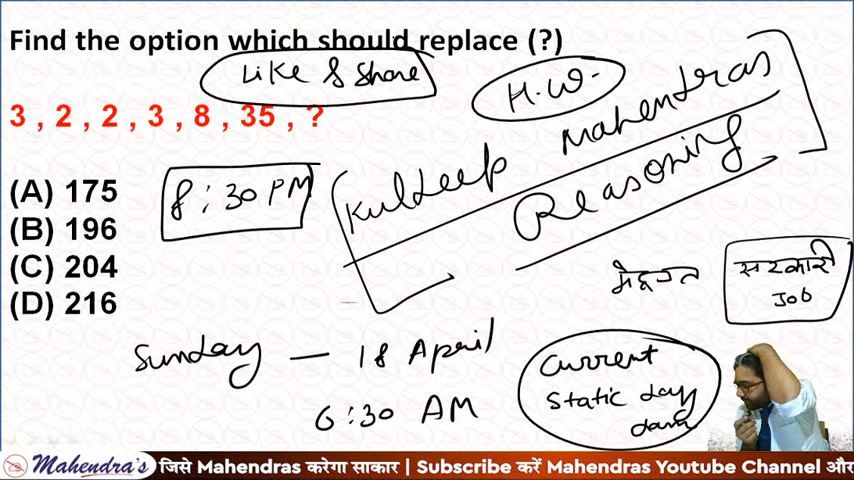 Find the option which should replace (?)
Like & Share
H.W.
3 , 2 , 2 , 3 , 8 , 35 , ?
Kuldeep Mahendras
Reasoning
8:30 PM
(A) 175
(B) 196
(C) 204
(D) 216
मेहनत
सरकारी
Job
Sunday — 18 April
6:30 AM
Current
Static
Mahendra's जिसे Mahendras करेगा साकार | Subscribe करें Mahendras Youtube Channel और